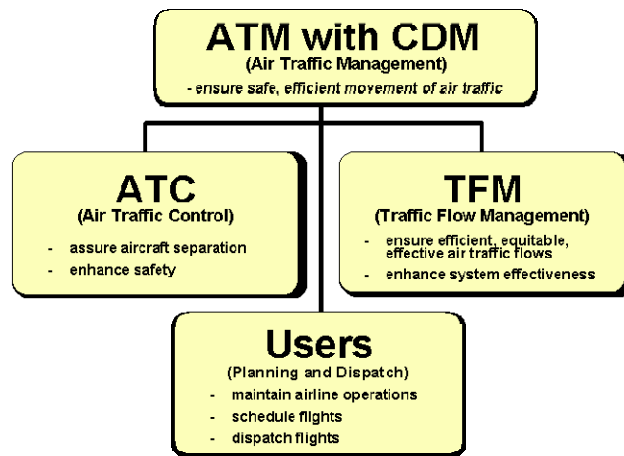 ATM with CDM
(Air Traffic Management)
- ensure safe, efficient movement of air traffic
ATC
(Air Traffic Control)
- assure aircraft separation
- enhance safety
TFM
(Traffic Flow Management)
- ensure efficient, equitable,
effective air traffic flows
- enhance system effectiveness
Users
(Planning and Dispatch)
- maintain airline operations
- schedule flights
- dispatch flights